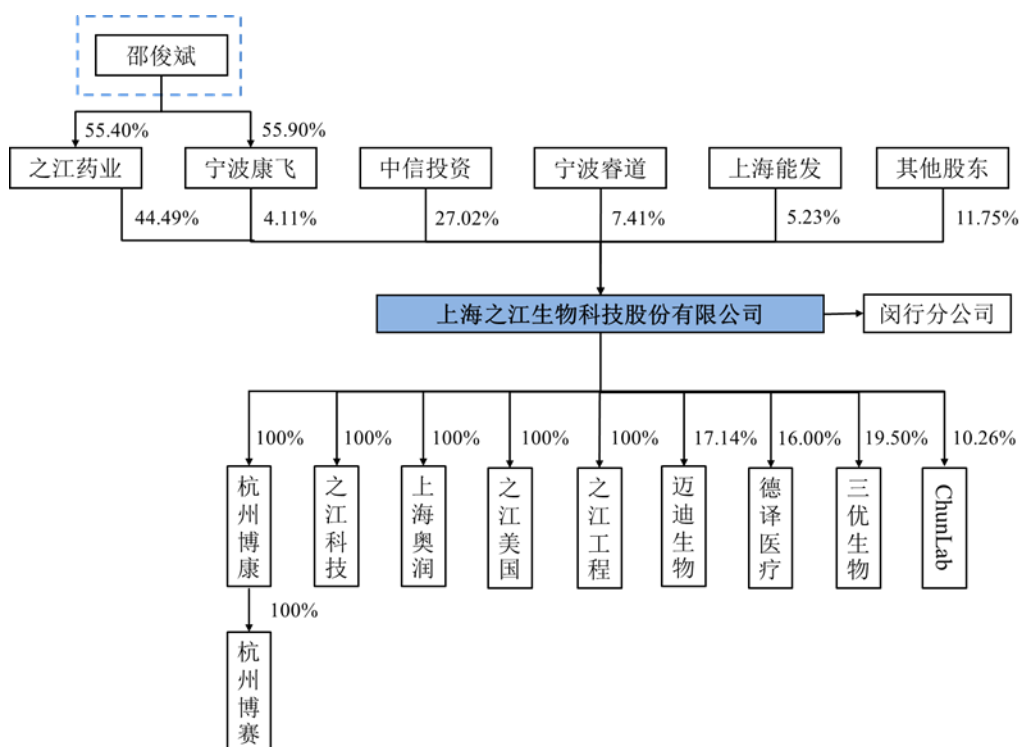 邵俊斌
55.40%
55.90%
之江药业
宁波康飞
中信投资
宁波睿道
上海能发
其他股东
44.49%
4.11%
27.02%
7.41%
5.23%
11.75%
上海之江生物科技股份有限公司
闵行分公司
100%
100%
100%
100%
100%
17.14%
16.00%
19.50%
10.26%
杭州博康
之江科技
上海奥润
之江美国
之江工程
迈迪生物
德译医疗
三优生物
ChunLab
100%
杭州博赛